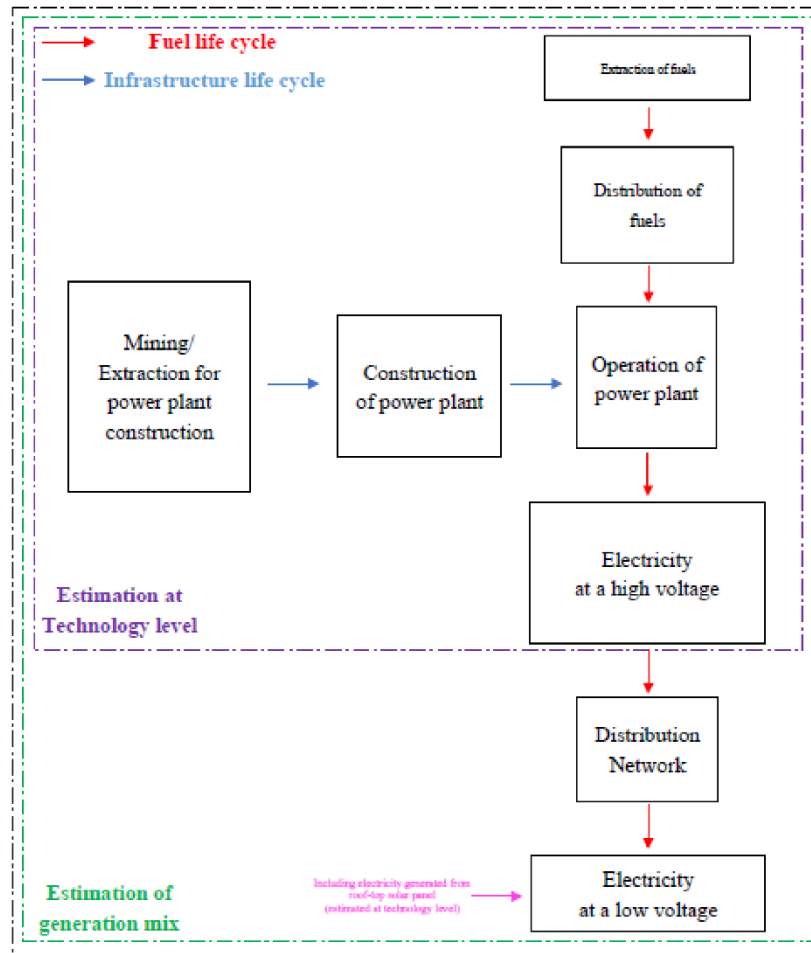 Fuel life cycle
Infrastructure life cycle
Extraction of fuels
Distribution of
fuels
Mining/
Extraction for
power plant
construction
Construction
of power plant
Operation of
power plant
Electricity
at a high voltage
Estimation at
Technology level
Distribution
Network
Including electricity generated from
roof-top solar panel
(estimated at technology level)
Electricity
at a low voltage
Estimation of
generation mix